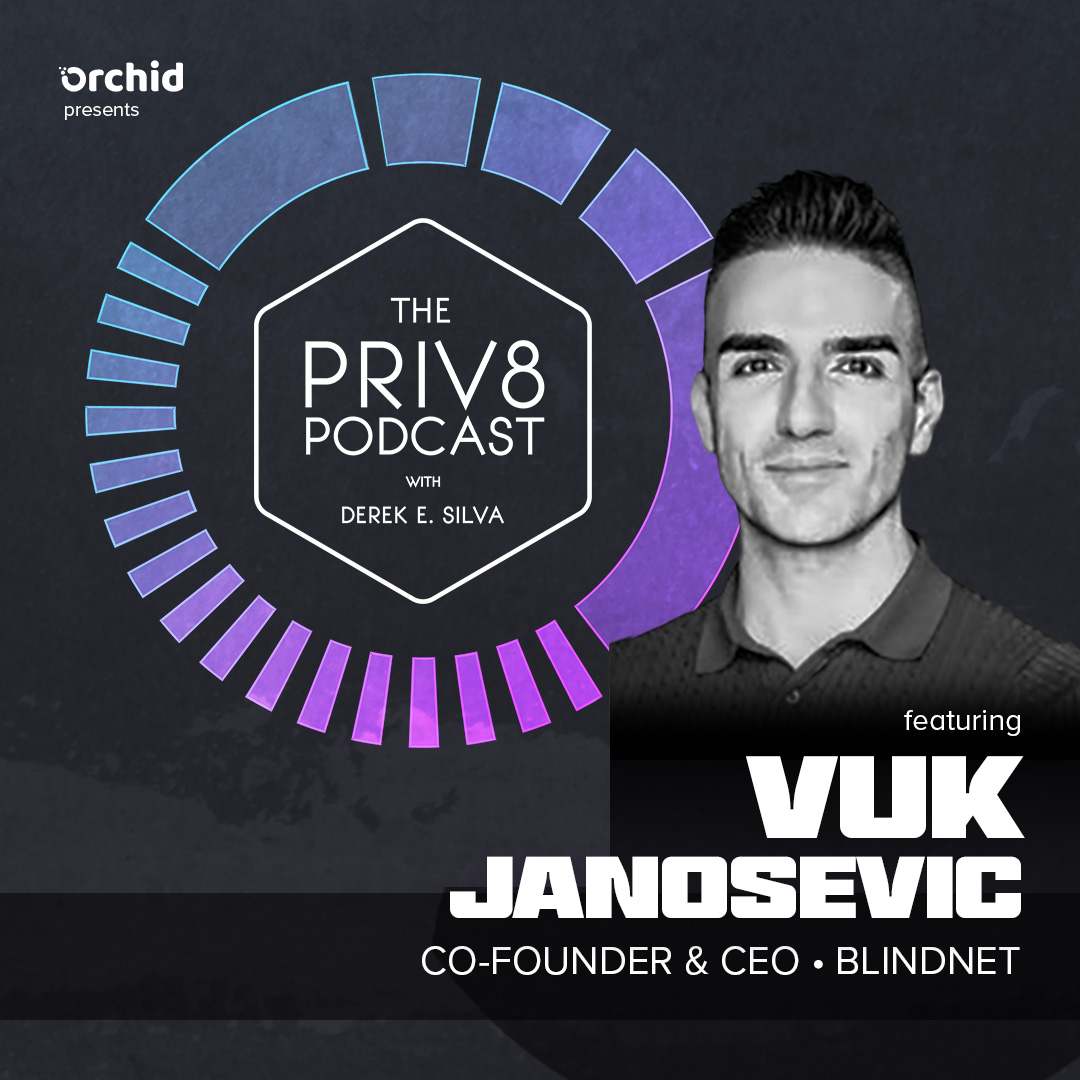 Orchid
presents
THE
PRIV8
PODCAST
WITH
DEREK E. SILVA
featuring
VUK
JANOSEVIC
CO-FOUNDER & CEO • BLINDNET